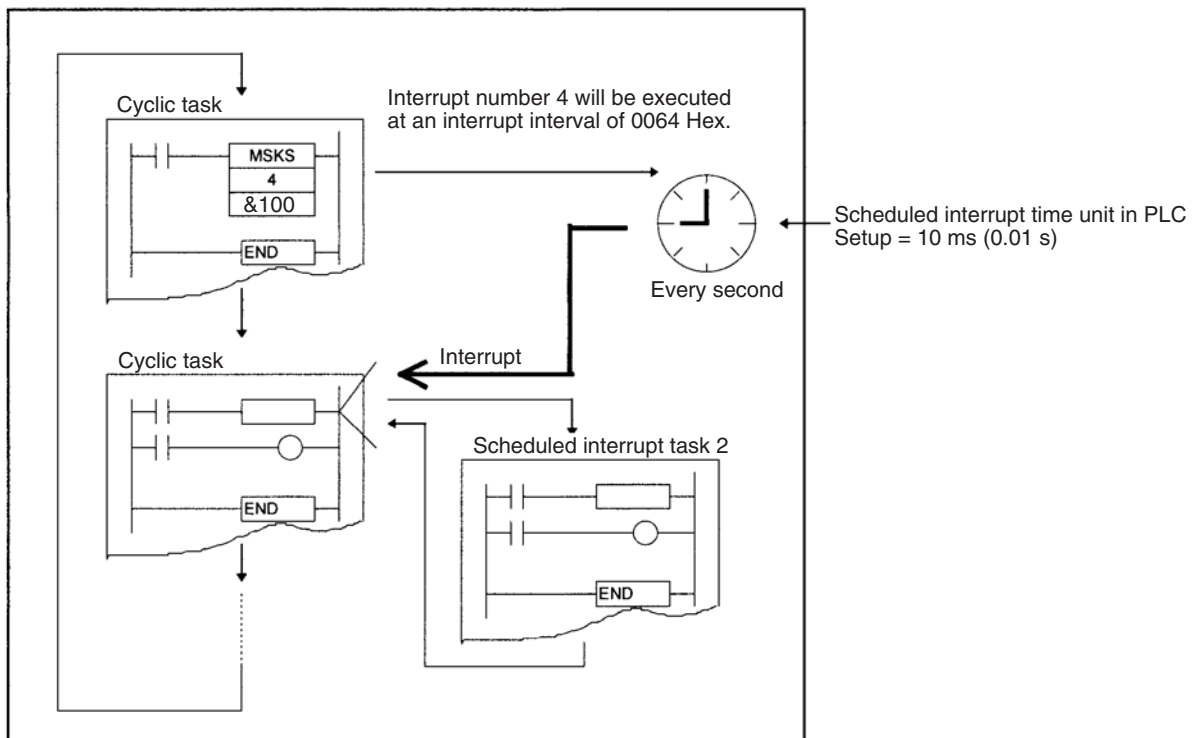 Cyclic task
Interrupt number 4 will be executed
at an interrupt interval of 0064 Hex.
MSKS
4
&100
END
Scheduled interrupt time unit in PLC
Setup = 10 ms (0.01 s)
Every second
Cyclic task
Interrupt
END
Scheduled interrupt task 2
END